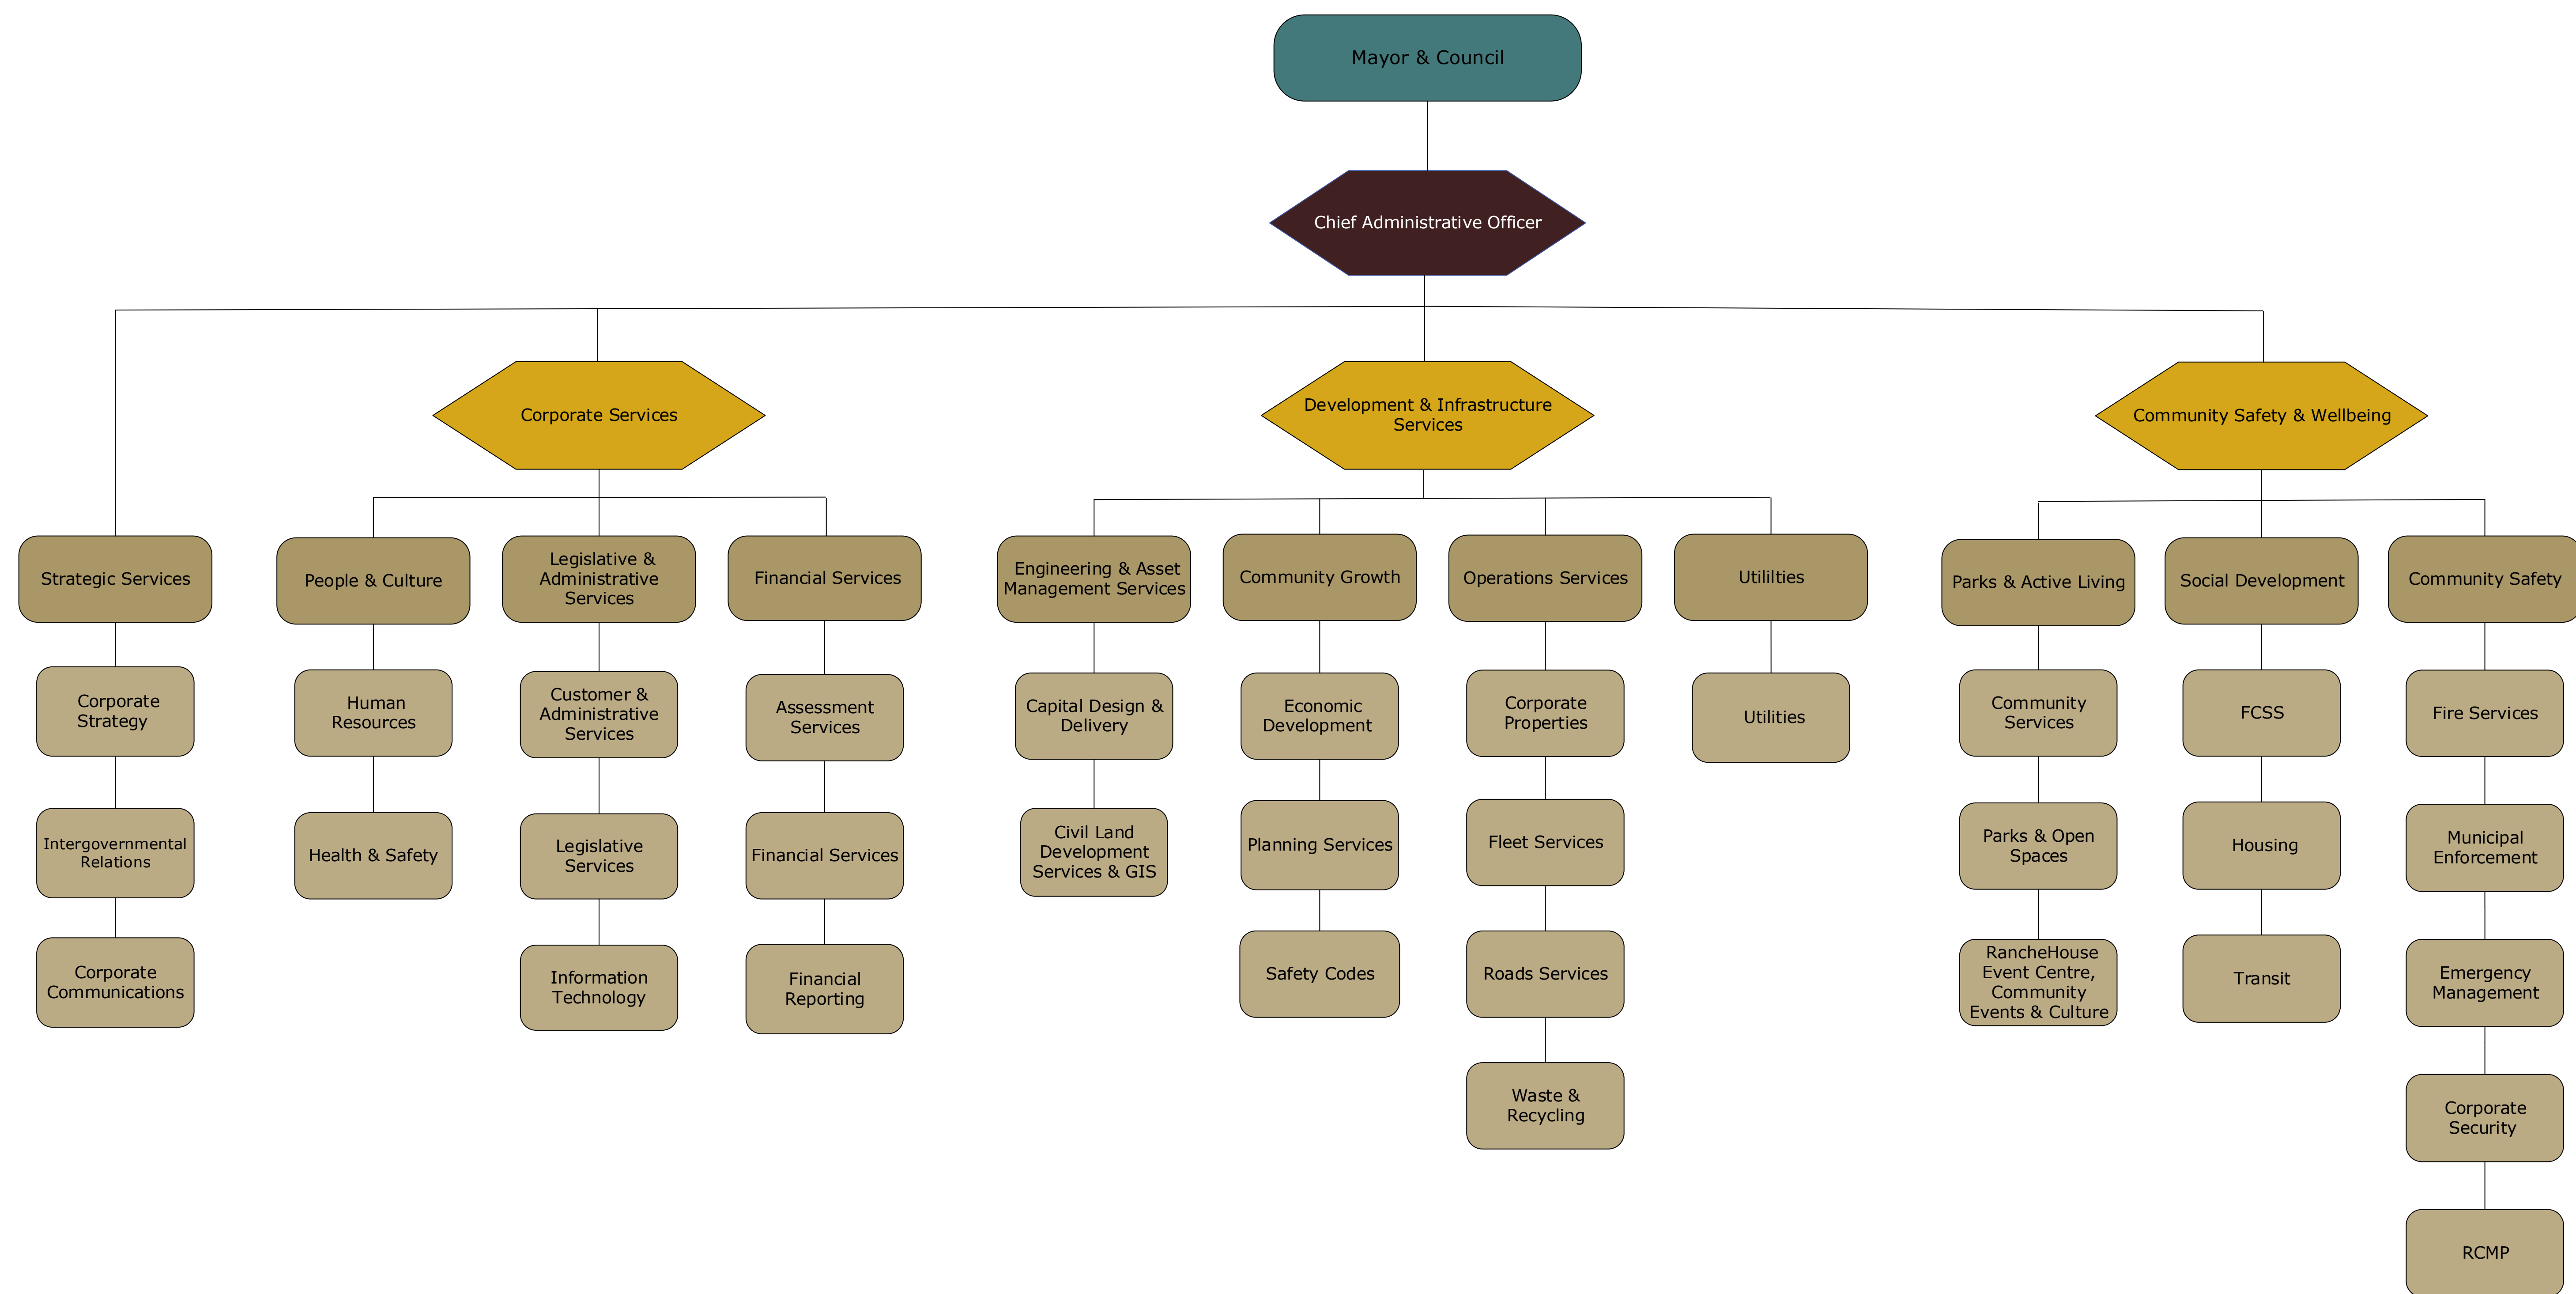 Mayor & Council
Chief Administrative Officer
Corporate Services
Development & Infrastructure
Services
Community Safety & Wellbeing
Strategic Services
People & Culture
Legislative &
Administrative
Services
Financial Services
Engineering & Asset
Management Services
Community Growth
Operations Services
Utililties
Parks & Active Living
Social Development
Community Safety
Corporate
Strategy
Human
Resources
Customer &
Administrative
Services
Assessment
Services
Capital Design &
Delivery
Economic
Development
Corporate
Properties
Utilities
Community
Services
FCSS
Fire Services
Intergovernmental
Relations
Health & Safety
Legislative
Services
Financial Services
Civil Land
Development
Services & GIS
Planning Services
Fleet Services
Parks & Open
Spaces
Housing
Municipal
Enforcement
Corporate
Communications
Information
Technology
Financial
Reporting
Safety Codes
Roads Services
RancheHouse
Event Centre,
Community
Events & Culture
Transit
Emergency
Management
Waste &
Recycling
Corporate
Security
RCMP